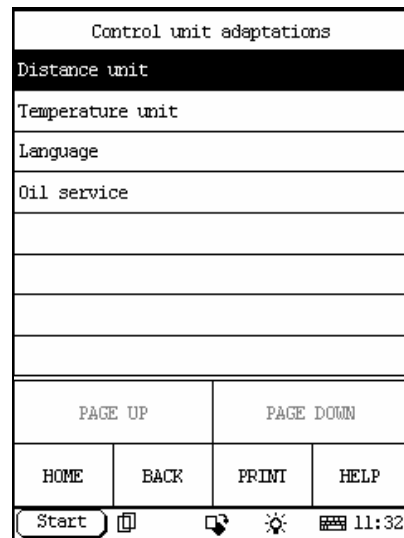 Control unit adaptations
Distance unit
Temperature unit
Language
Oil service
PAGE UP PAGE DOWN
HOME BACK PRINT HELP
Start 11:32